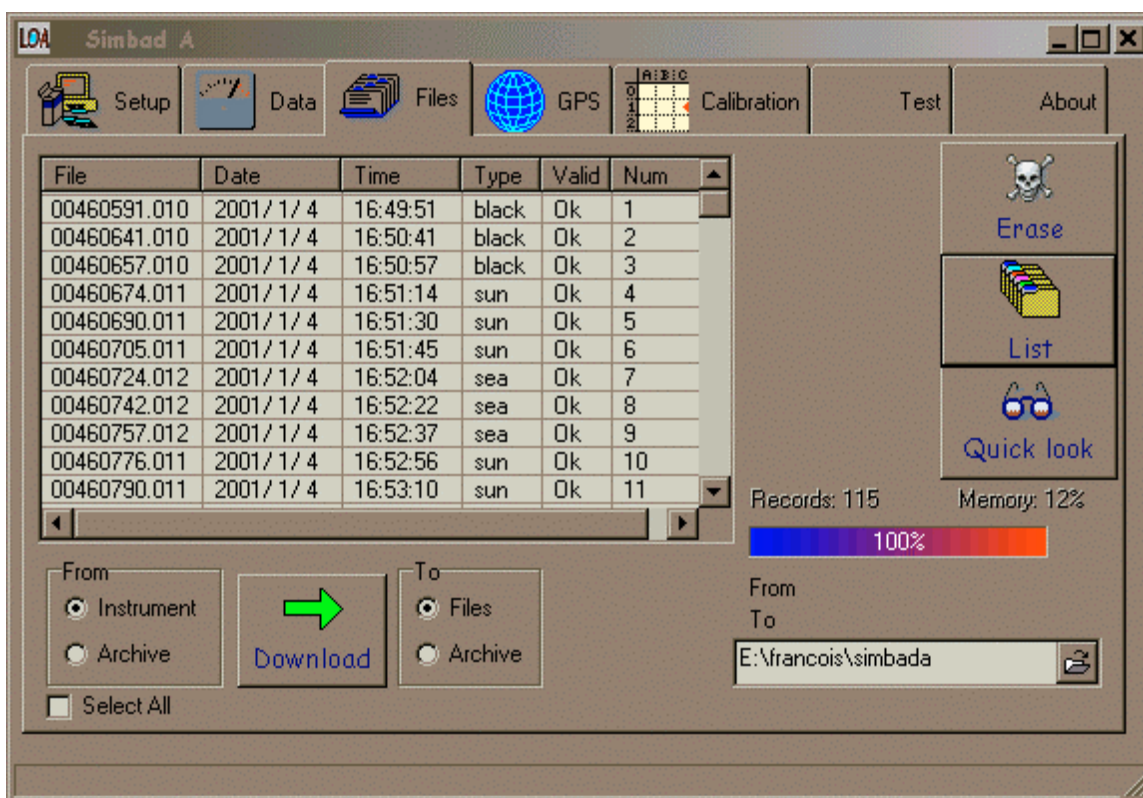 LOA Simbad A
Setup Data Files GPS A B C 0 1 2 Calibration Test About
File Date Time Type Valid Num
00460591.010 2001/ 1/ 4 16:49:51 black Ok 1
00460641.010 2001/ 1/ 4 16:50:41 black Ok 2
00460657.010 2001/ 1/ 4 16:50:57 black Ok 3
00460674.011 2001/ 1/ 4 16:51:14 sun Ok 4
00460690.011 2001/ 1/ 4 16:51:30 sun Ok 5
00460705.011 2001/ 1/ 4 16:51:45 sun Ok 6
00460724.012 2001/ 1/ 4 16:52:04 sea Ok 7
00460742.012 2001/ 1/ 4 16:52:22 sea Ok 8
00460757.012 2001/ 1/ 4 16:52:37 sea Ok 9
00460776.011 2001/ 1/ 4 16:52:56 sun Ok 10
00460790.011 2001/ 1/ 4 16:53:10 sun Ok 11
Erase
List
Quick look
Records: 115 Memory: 12%
100%
From
Instrument
Archive
Select All
Download
To
Files
Archive
From
To
E:\francois\simbada